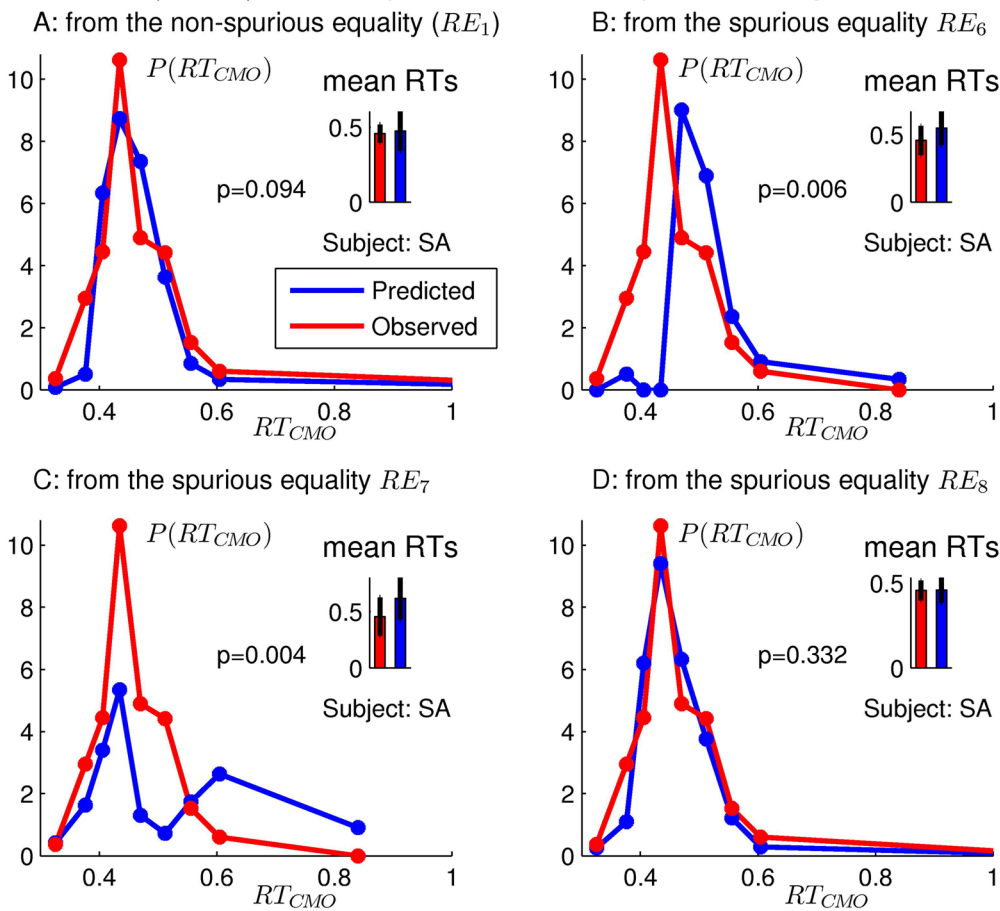 A: from the non-spurious equality (RE₁)
10
8
6
4
2
0
P(RT_CMO)
mean RTs
0.5
0
p=0.094
Subject: SA
Predicted
Observed
0.4
0.6
0.8
1
RT_CMO
B: from the spurious equality RE₆
10
8
6
4
2
0
P(RT_CMO)
mean RTs
0.5
0
p=0.006
Subject: SA
0.4
0.6
0.8
1
RT_CMO
C: from the spurious equality RE₇
10
8
6
4
2
0
P(RT_CMO)
mean RTs
0.5
0
p=0.004
Subject: SA
0.4
0.6
0.8
1
RT_CMO
D: from the spurious equality RE₈
10
8
6
4
2
0
P(RT_CMO)
mean RTs
0.5
0
p=0.332
Subject: SA
0.4
0.6
0.8
1
RT_CMO